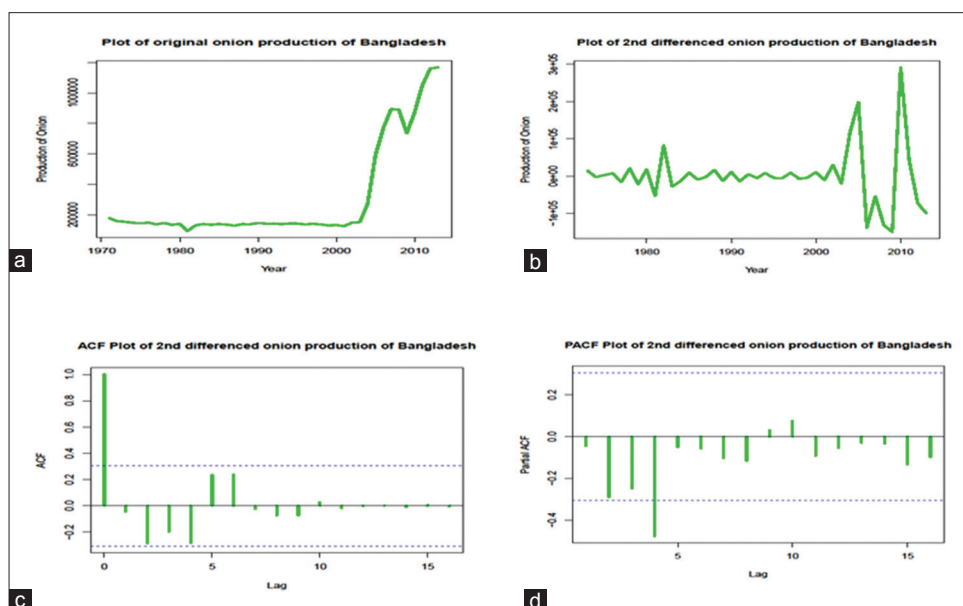 Plot of original onion production of Bangladesh
Production of Onion
200000 600000 1000000
1970 1980 1990 2000 2010
Year
a
Plot of 2nd differenced onion production of Bangladesh
Production of Onion
-1e+05 0e+00 1e+05 2e+05 3e+05
1980 1990 2000 2010
Year
b
ACF Plot of 2nd differenced onion production of Bangladesh
ACF
-0.2 0.0 0.2 0.4 0.6 0.8 1.0
0 5 10 15
Lag
c
PACF Plot of 2nd differenced onion production of Bangladesh
Partial ACF
-0.4 -0.2 0.0 0.2
5 10 15
Lag
d